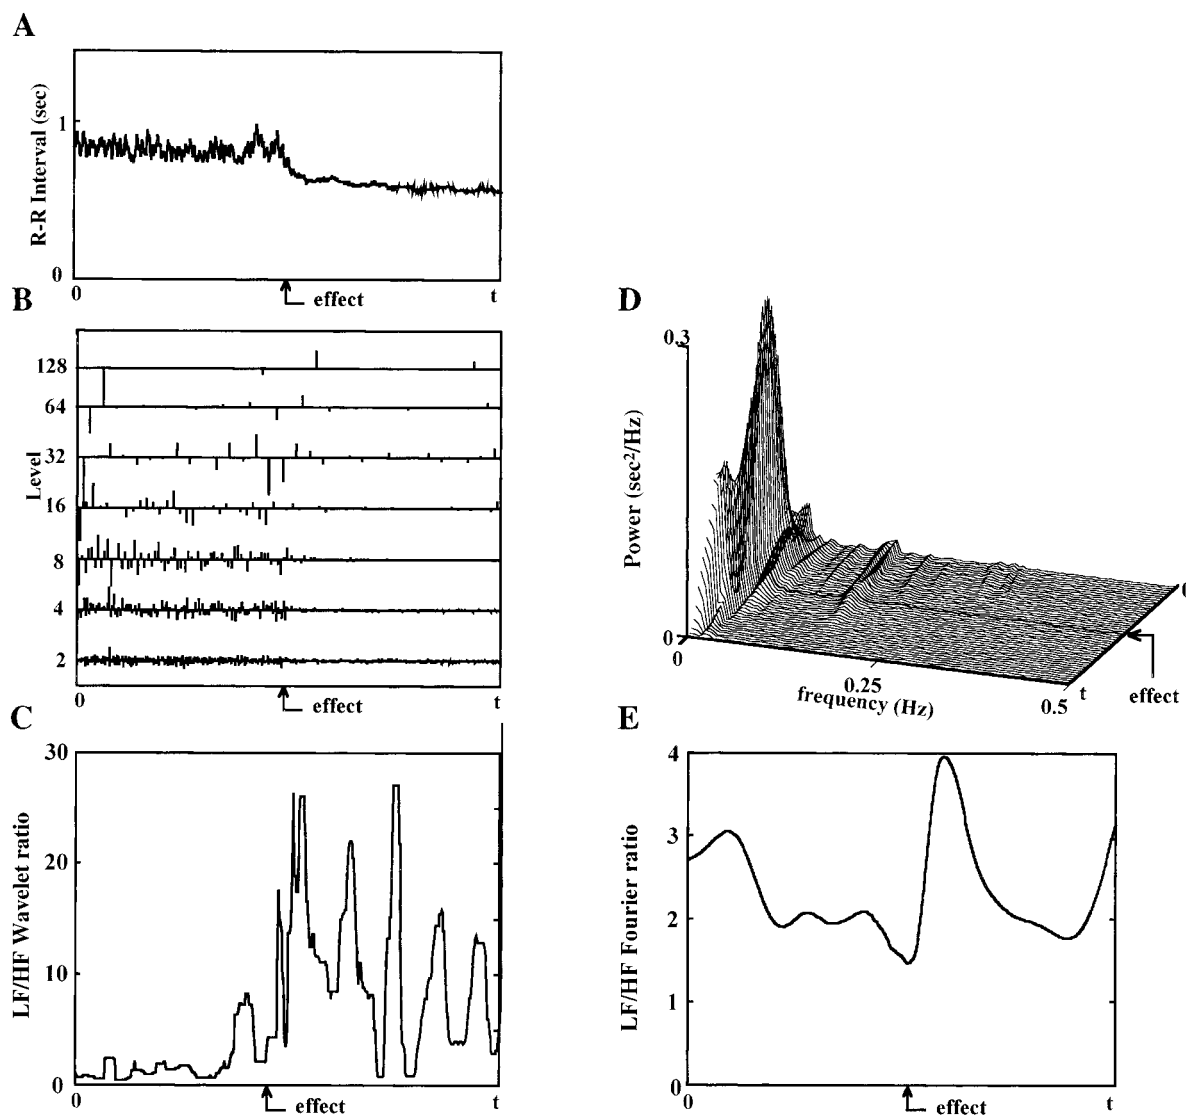 A
R-R Interval (sec)
1
0
0
effect
t
B
Level
128
64
32
16
8
4
2
0
effect
t
C
LF/HF Wavelet ratio
30
20
10
0
0
effect
t
D
Power (sec²/Hz)
0.3
0
0
0.25
0.5
frequency (Hz)
t
effect
E
LF/HF Fourier ratio
4
3
2
1
0
0
effect
t